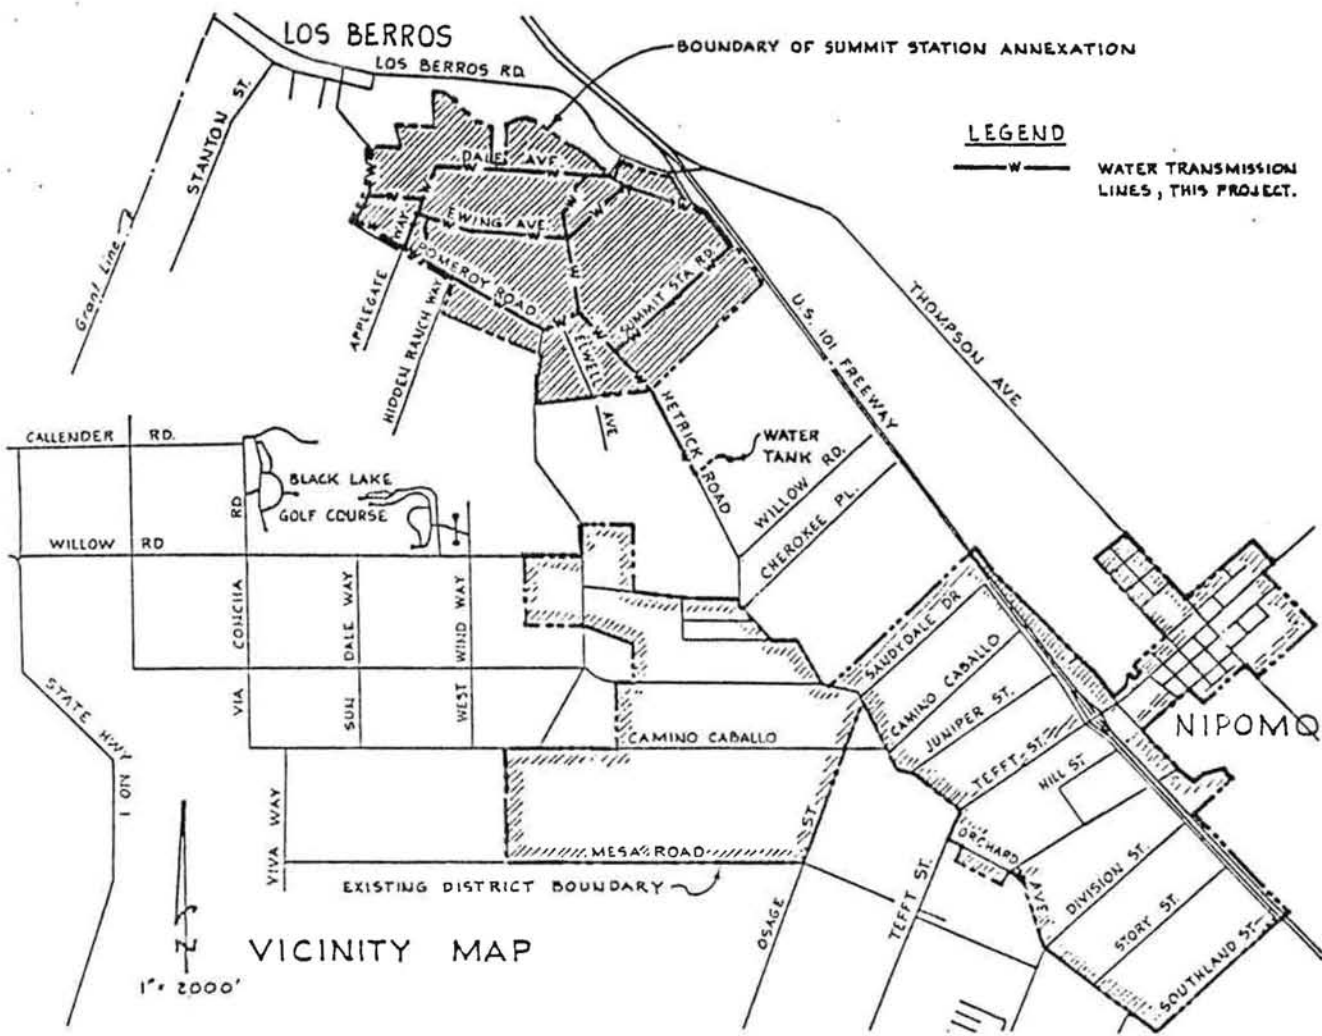 LOS BERROS
LOS BERROS RD.
BOUNDARY OF SUMMIT STATION ANNEXATION
LEGEND
W
WATER TRANSMISSION
LINES, THIS PROJECT.
STANTON ST.
Grant Line
DALE AVE.
EWING AVE.
APPLEGATE WAY
POMEROY ROAD
HIDDEN RANCH WAY
SUMMIT STA RD.
ELWELL AVE
HETRICK ROAD
WATER
TANK
U.S. 101 FREEWAY
THOMPSON AVE
WILLOW RD.
CHEROKEE PL.
CALLENDER RD.
BLACK LAKE
GOLF COURSE
WILLOW RD
VIA CONCHA RD
SUN DALE WAY
WEST WIND WAY
STATE HWY NO 1
VIVA WAY
CAMINO CABALLO
MESA ROAD
EXISTING DISTRICT BOUNDARY
OSAGE ST
TEFFT ST.
SANDYDALE DR
CAMINO CABALLO
JUNIPER ST.
TEFFT ST.
HILL ST
ORCHARD AVE
DIVISION ST.
STORY ST.
SOUTHLAND ST.
NIPOMO
N
VICINITY MAP
1" = 2000'